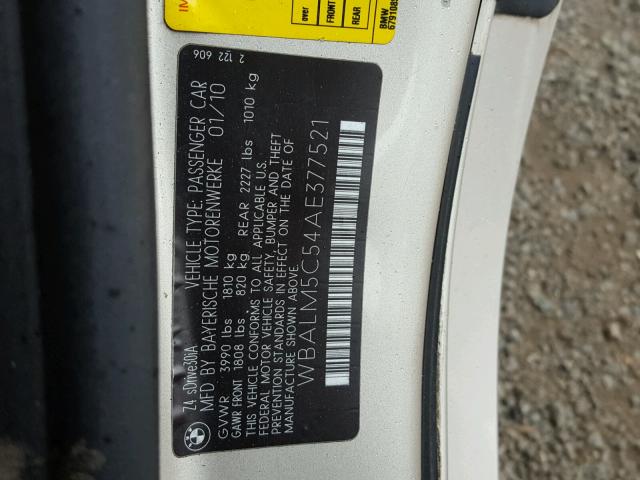 Z4 sDrive30iA VEHICLE TYPE: PASSENGER CAR
MFD BY BAYERISCHE MOTORENWERKE 01/10
GVWR 3990 lbs 1810 kg
GAWR FRONT 1808 lbs 820 kg REAR 2227 lbs 1010 kg
THIS VEHICLE CONFORMS TO ALL APPLICABLE U.S.
FEDERAL MOTOR VEHICLE SAFETY, BUMPER AND THEFT
PREVENTION STANDARDS IN EFFECT ON THE DATE OF
MANUFACTURE SHOWN ABOVE.
WBALM5C54AE377521
2 122 606
over
FRONT
REAR
BMW